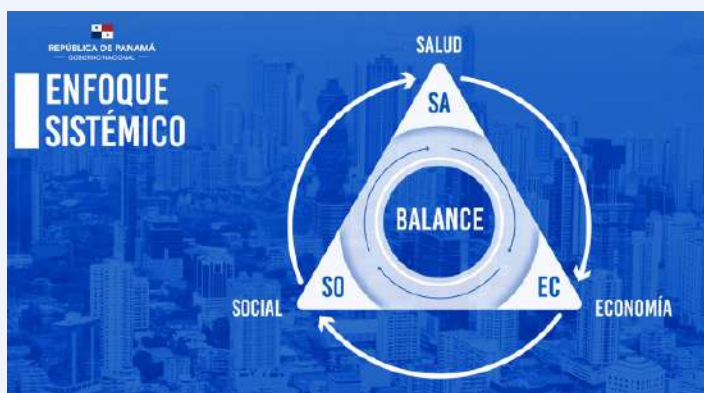 REPÚBLICA DE PANAMÁ
— GOBIERNO NACIONAL —
ENFOQUE
SISTÉMICO
SALUD
SA
BALANCE
SO
EC
SOCIAL
ECONOMÍA